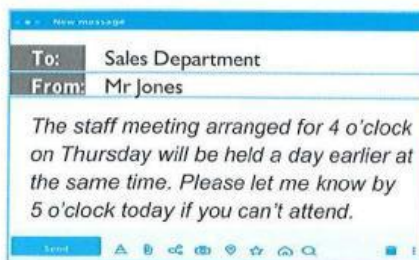 New message
To: Sales Department
From: Mr Jones
The staff meeting arranged for 4 o'clock
on Thursday will be held a day earlier at
the same time. Please let me know by
5 o'clock today if you can't attend.
Send